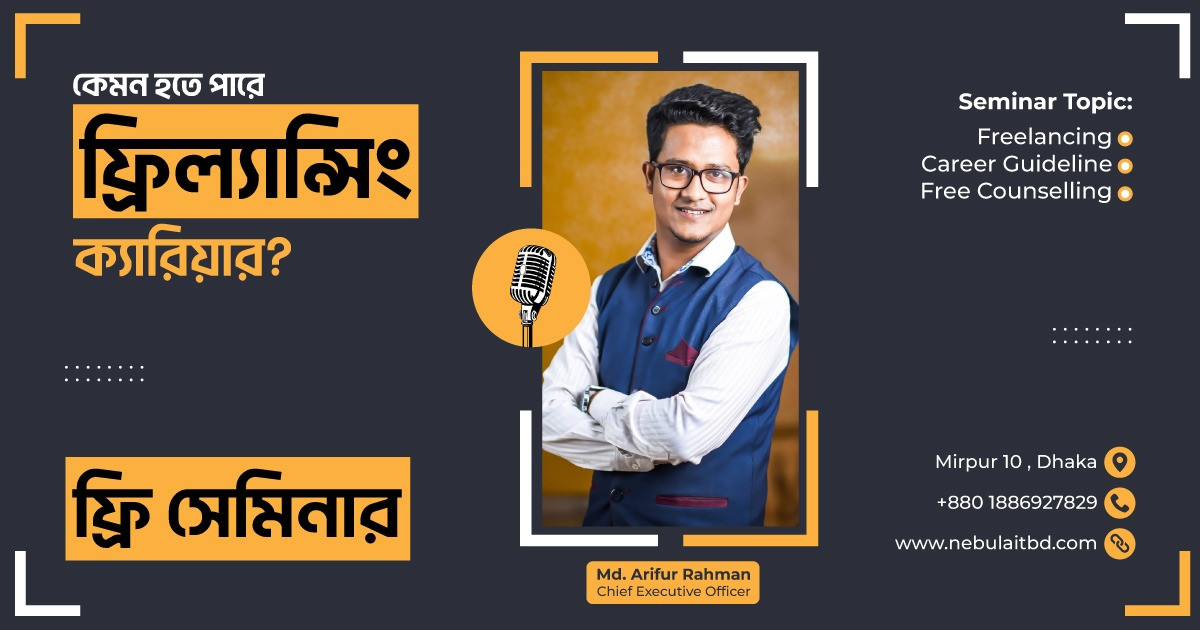 কেমন হতে পারে
ফ্রিল্যান্সিং
ক্যারিয়ার?
ফ্রি সেমিনার
Md. Arifur Rahman
Chief Executive Officer
Seminar Topic:
Freelancing
Career Guideline
Free Counselling
Mirpur 10 , Dhaka
+880 1886927829
www.nebulaitbd.com